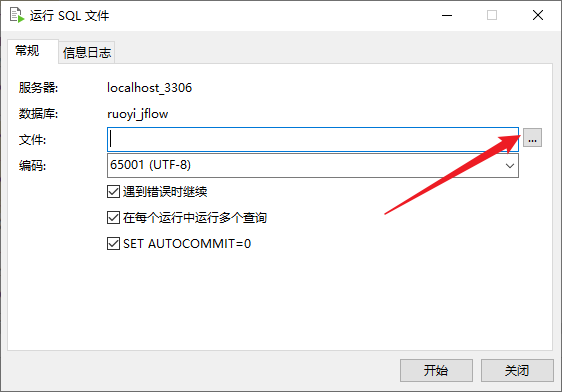 运行 SQL 文件
常规
信息日志
服务器: localhost_3306
数据库: ruoyi_jflow
文件: ...
编码: 65001 (UTF-8)
遇到错误时继续
在每个运行中运行多个查询
SET AUTOCOMMIT=0
开始 关闭